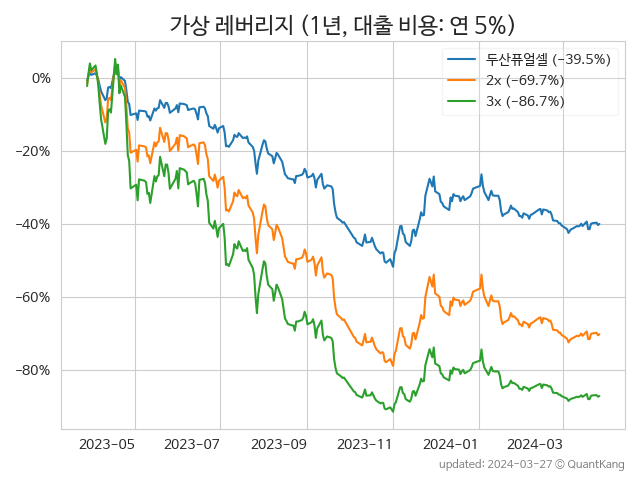 가상 레버리지 (1년, 대출 비용: 연 5%)
두산퓨얼셀 (−39.5%)
2x (−69.7%)
3x (−86.7%)
0%
−20%
−40%
−60%
−80%
2023-05 2023-07 2023-09 2023-11 2024-01 2024-03
updated: 2024-03-27 © QuantKang